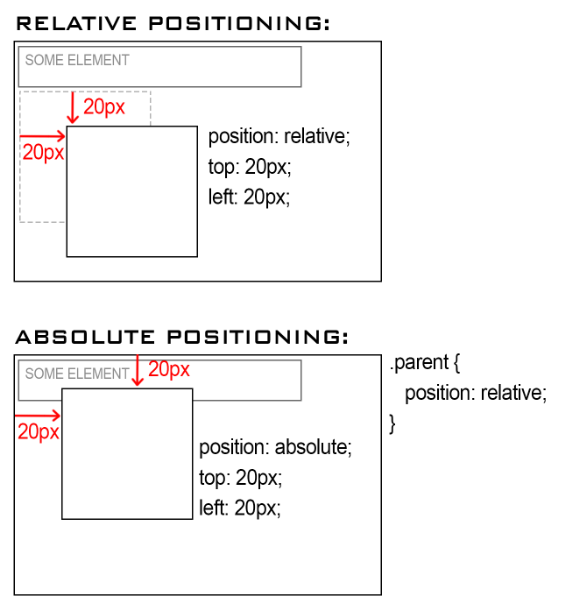 RELATIVE POSITIONING:
SOME ELEMENT
20px
20px
position: relative;
top: 20px;
left: 20px;
ABSOLUTE POSITIONING:
SOME ELEMENT
20px
20px
position: absolute;
top: 20px;
left: 20px;
.parent {
position: relative;
}